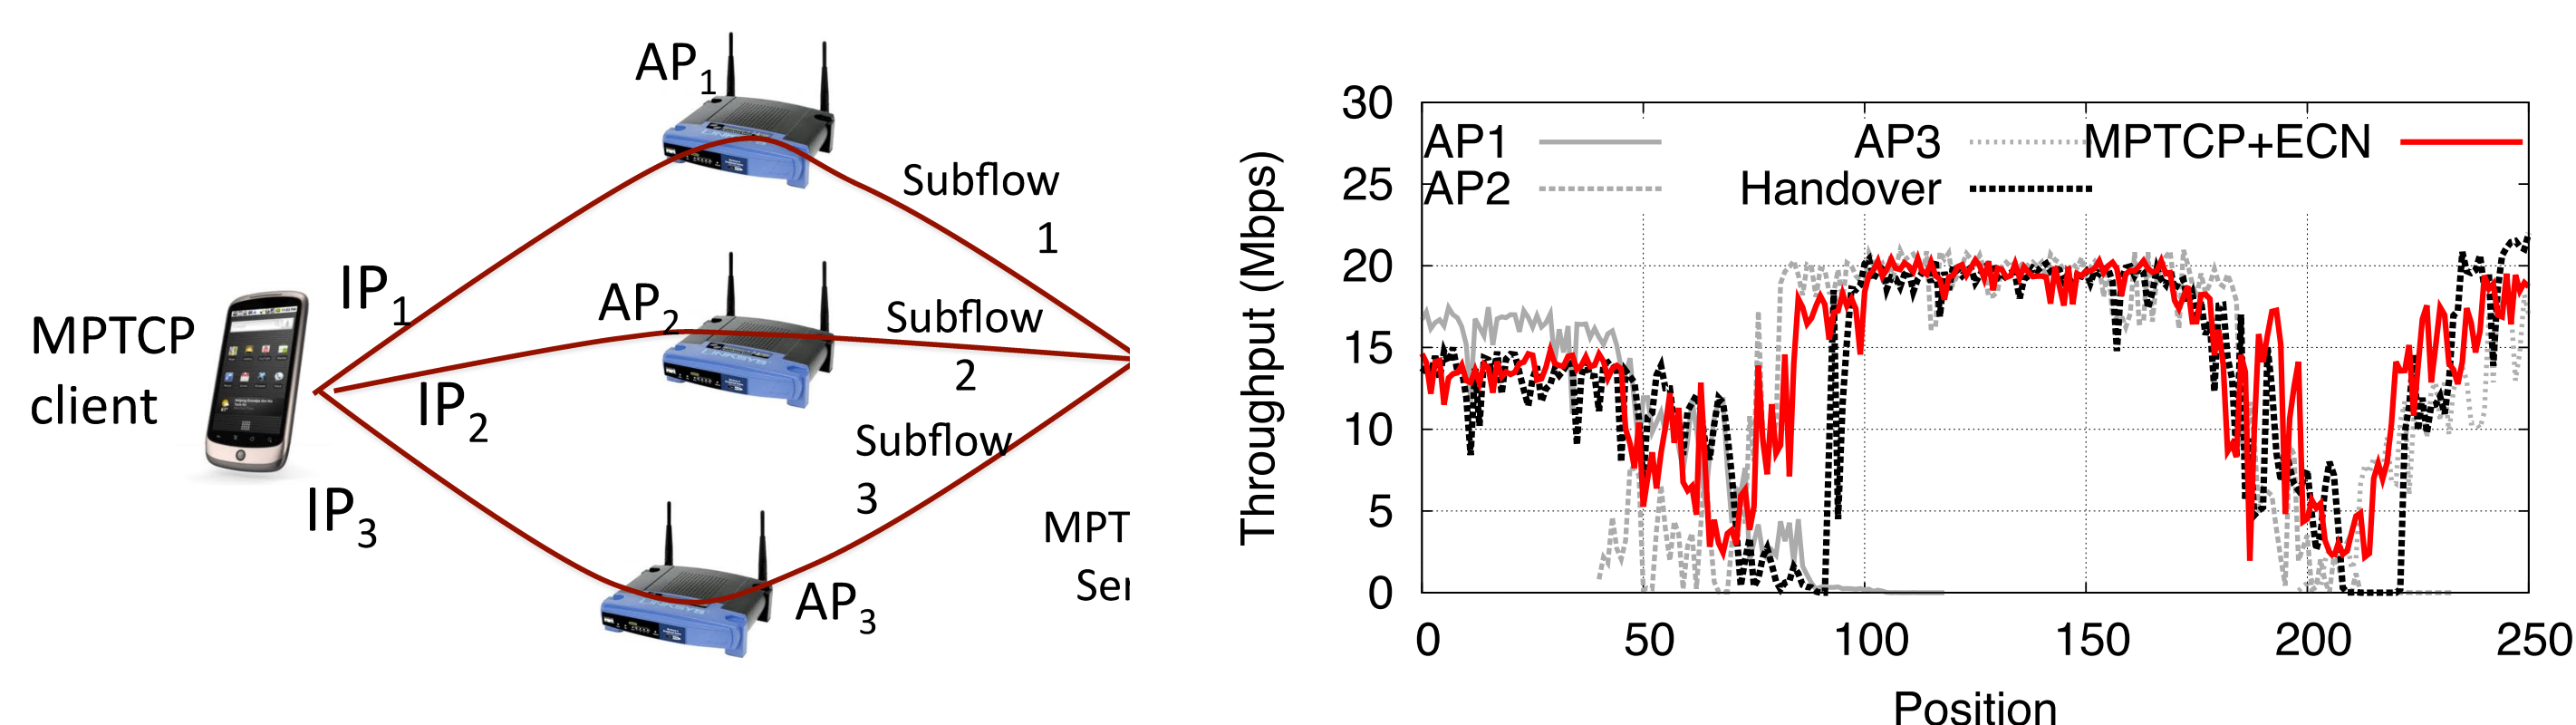 AP1
Subflow
1
IP1
MPTCP
client
AP2
Subflow
2
IP2
Subflow
3
IP3
MPT
Ser
AP3
30
25
20
15
10
5
0
Throughput (Mbps)
AP1
AP3
MPTCP+ECN
AP2
Handover
0
50
100
150
200
250
Position